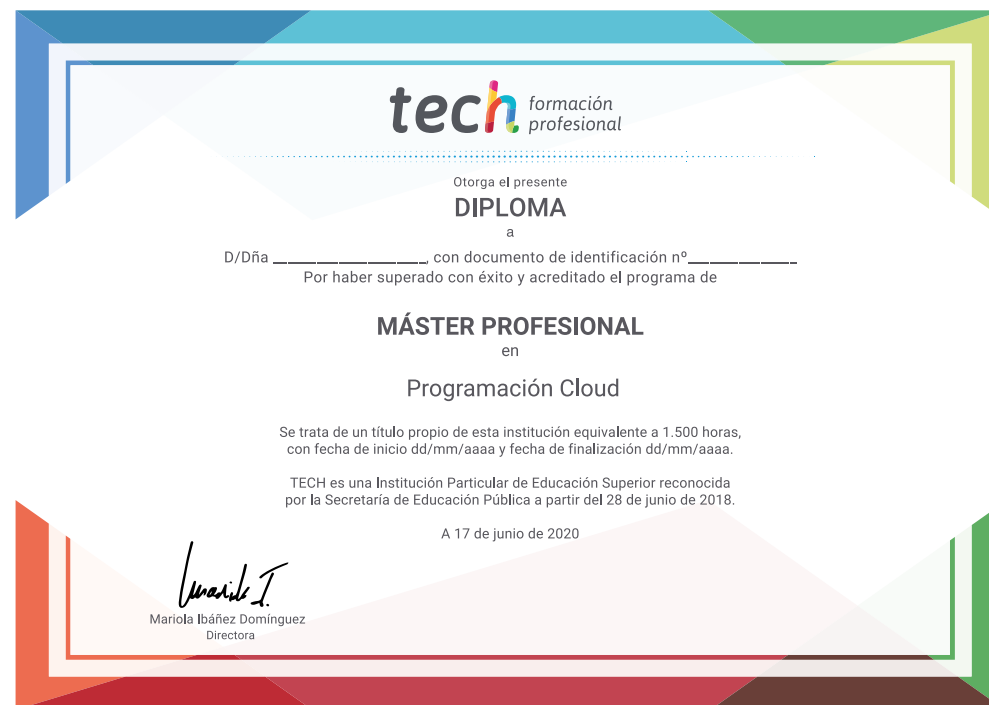 tech formación
profesional
Otorga el presente
DIPLOMA
a
D/Dña ______________________, con documento de identificación nº_______________
Por haber superado con éxito y acreditado el programa de
MÁSTER PROFESIONAL
en
Programación Cloud
Se trata de un título propio de esta institución equivalente a 1.500 horas,
con fecha de inicio dd/mm/aaaa y fecha de finalización dd/mm/aaaa.
TECH es una Institución Particular de Educación Superior reconocida
por la Secretaría de Educación Pública a partir del 28 de junio de 2018.
A 17 de junio de 2020
Mariola Ibáñez Domínguez
Directora